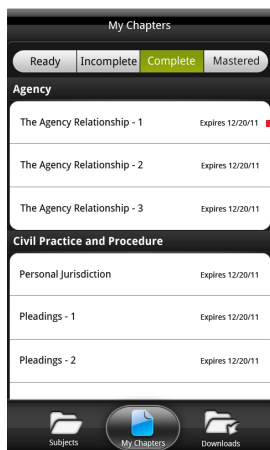 My Chapters
Ready Incomplete Complete Mastered
Agency
The Agency Relationship - 1 Expires 12/20/11
The Agency Relationship - 2 Expires 12/20/11
The Agency Relationship - 3 Expires 12/20/11
Civil Practice and Procedure
Personal Jurisdiction Expires 12/20/11
Pleadings - 1 Expires 12/20/11
Pleadings - 2 Expires 12/20/11
Subjects My Chapters Downloads